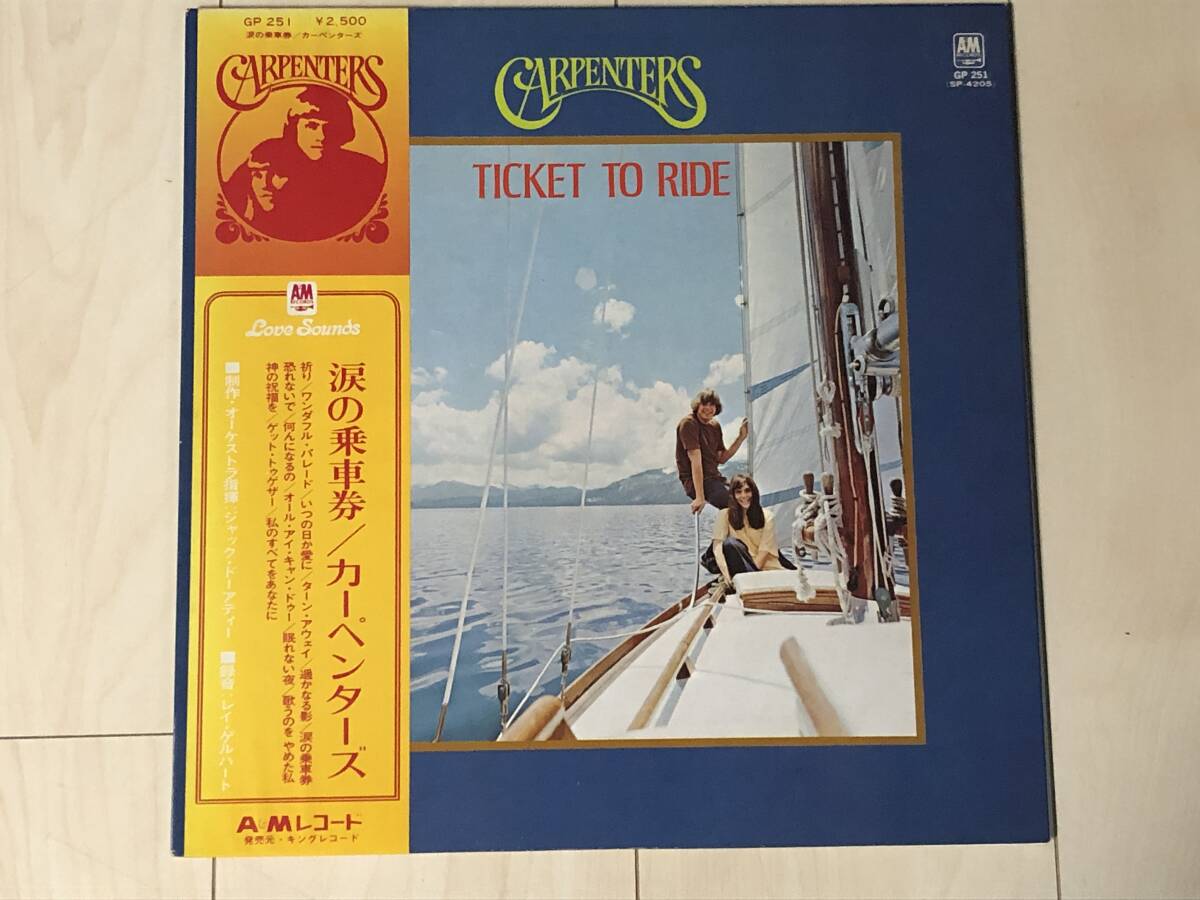 GP 251 ¥2,500
涙の乗車券/カーペンターズ
CARPENTERS
A&M
RECORDS
Love Sounds
涙の乗車券/カーペンターズ
祈り/ワンダフル・パレード/いつの日か愛に/ターン・アウェイ/遥かなる影/涙の乗車券
恐れないで/何んになるの/オール・アイ・キャン・ドゥー/眠れない夜/歌うのを やめた私
神の祝福を/ゲット・トゥゲザー/私のすべてをあなたに
■制作・オーケストラ指揮:ジャック・ドーアティー ■録音:レイ・ゲルハート
A&Mレコード
発売元・キングレコード
CARPENTERS
TICKET TO RIDE
A&M
RECORDS
GP 251
(SP-4205)